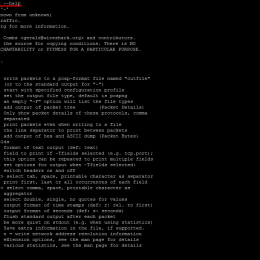 --help
nown from unknown)
raffic.
rg for more information.
Combs <gerald@wireshark.org> and contributors.
the source for copying conditions. There is NO
CHANTABILITY or FITNESS FOR A PARTICULAR PURPOSE.
write packets to a pcap-format file named "outfile"
(or to the standard output for "-")
start with specified configuration profile
set the output file type, default is pcapng
an empty "-F" option will list the file types
add output of packet tree (Packet Details)
Only show packet details of these protocols, comma
separated
print packets even when writing to a file
the line separator to print between packets
add output of hex and ASCII dump (Packet Bytes)
lds
format of text output (def: text)
field to print if -Tfields selected (e.g. tcp.port);
this option can be repeated to print multiple fields
set options for output when -Tfields selected:
switch headers on and off
> select tab, space, printable character as separator
print first, last or all occurrences of each field
> select comma, space, printable character as
aggregator
select double, single, no quotes for values
output format of time stamps (def: r: rel. to first)
output format of seconds (def: s: seconds)
flush standard output after each packet
be more quiet on stdout (e.g. when using statistics)
Save extra information in the file, if supported.
n = write network address resolution information
eXtension options, see the man page for details
various statistics, see the man page for details